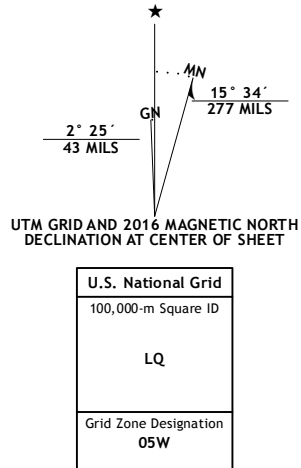 MN
GN
15° 34´
277 MILS
2° 25´
43 MILS
UTM GRID AND 2016 MAGNETIC NORTH
DECLINATION AT CENTER OF SHEET
U.S. National Grid
100,000-m Square ID
LQ
Grid Zone Designation
05W